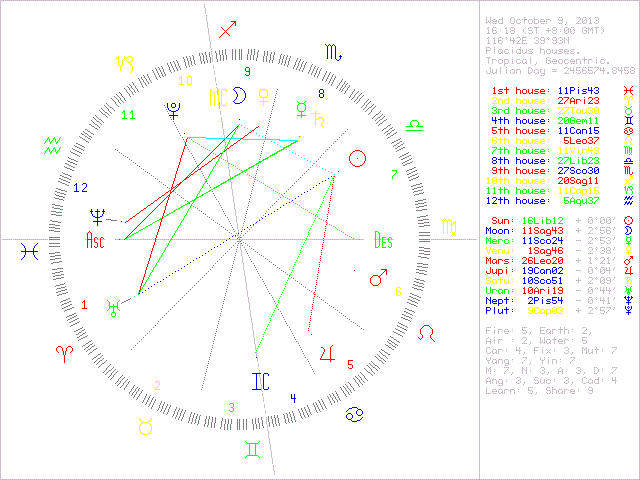 9
10
MC
8
11
12
7
Asc
Des
6
1
5
IC
4
2
3
Wed October 9, 2013
16:18 (ST +8:00 GMT)
116°42E 39°93N
Placidus houses.
Tropical, Geocentric.
Julian Day = 2456574.8458
1st house: 11Pis43
2nd house: 27Ari23
3rd house: 27Tau30
4th house: 20Gem11
5th house: 11Can15
6th house: 5Leo37
7th house: 11Vir43
8th house: 27Lib23
9th house: 27Sco30
10th house: 20Sag11
11th house: 11Cap15
12th house: 5Aqu37
Sun: 16Lib12 + 0°00'
Moon: 11Sag43 + 2°56'
Merc: 11Sco24 - 2°53'
Venu: 1Sag46 - 2°38'
Mars: 26Leo20 + 1°21'
Jupi: 19Can02 - 0°04'
Satu: 10Sco51 + 2°09'
Uran: 10Ari19 - 0°44'
Nept: 2Pis54 - 0°41'
Plut: 9Cap03 + 2°57'
Fire: 5, Earth: 2,
Air : 2, Water: 5
Car: 4, Fix: 3, Mut: 7
Yang: 7, Yin: 7
M: 7, N: 3, A: 3, D: 7
Ang: 3, Suc: 3, Cad: 4
Learn: 5, Share: 9